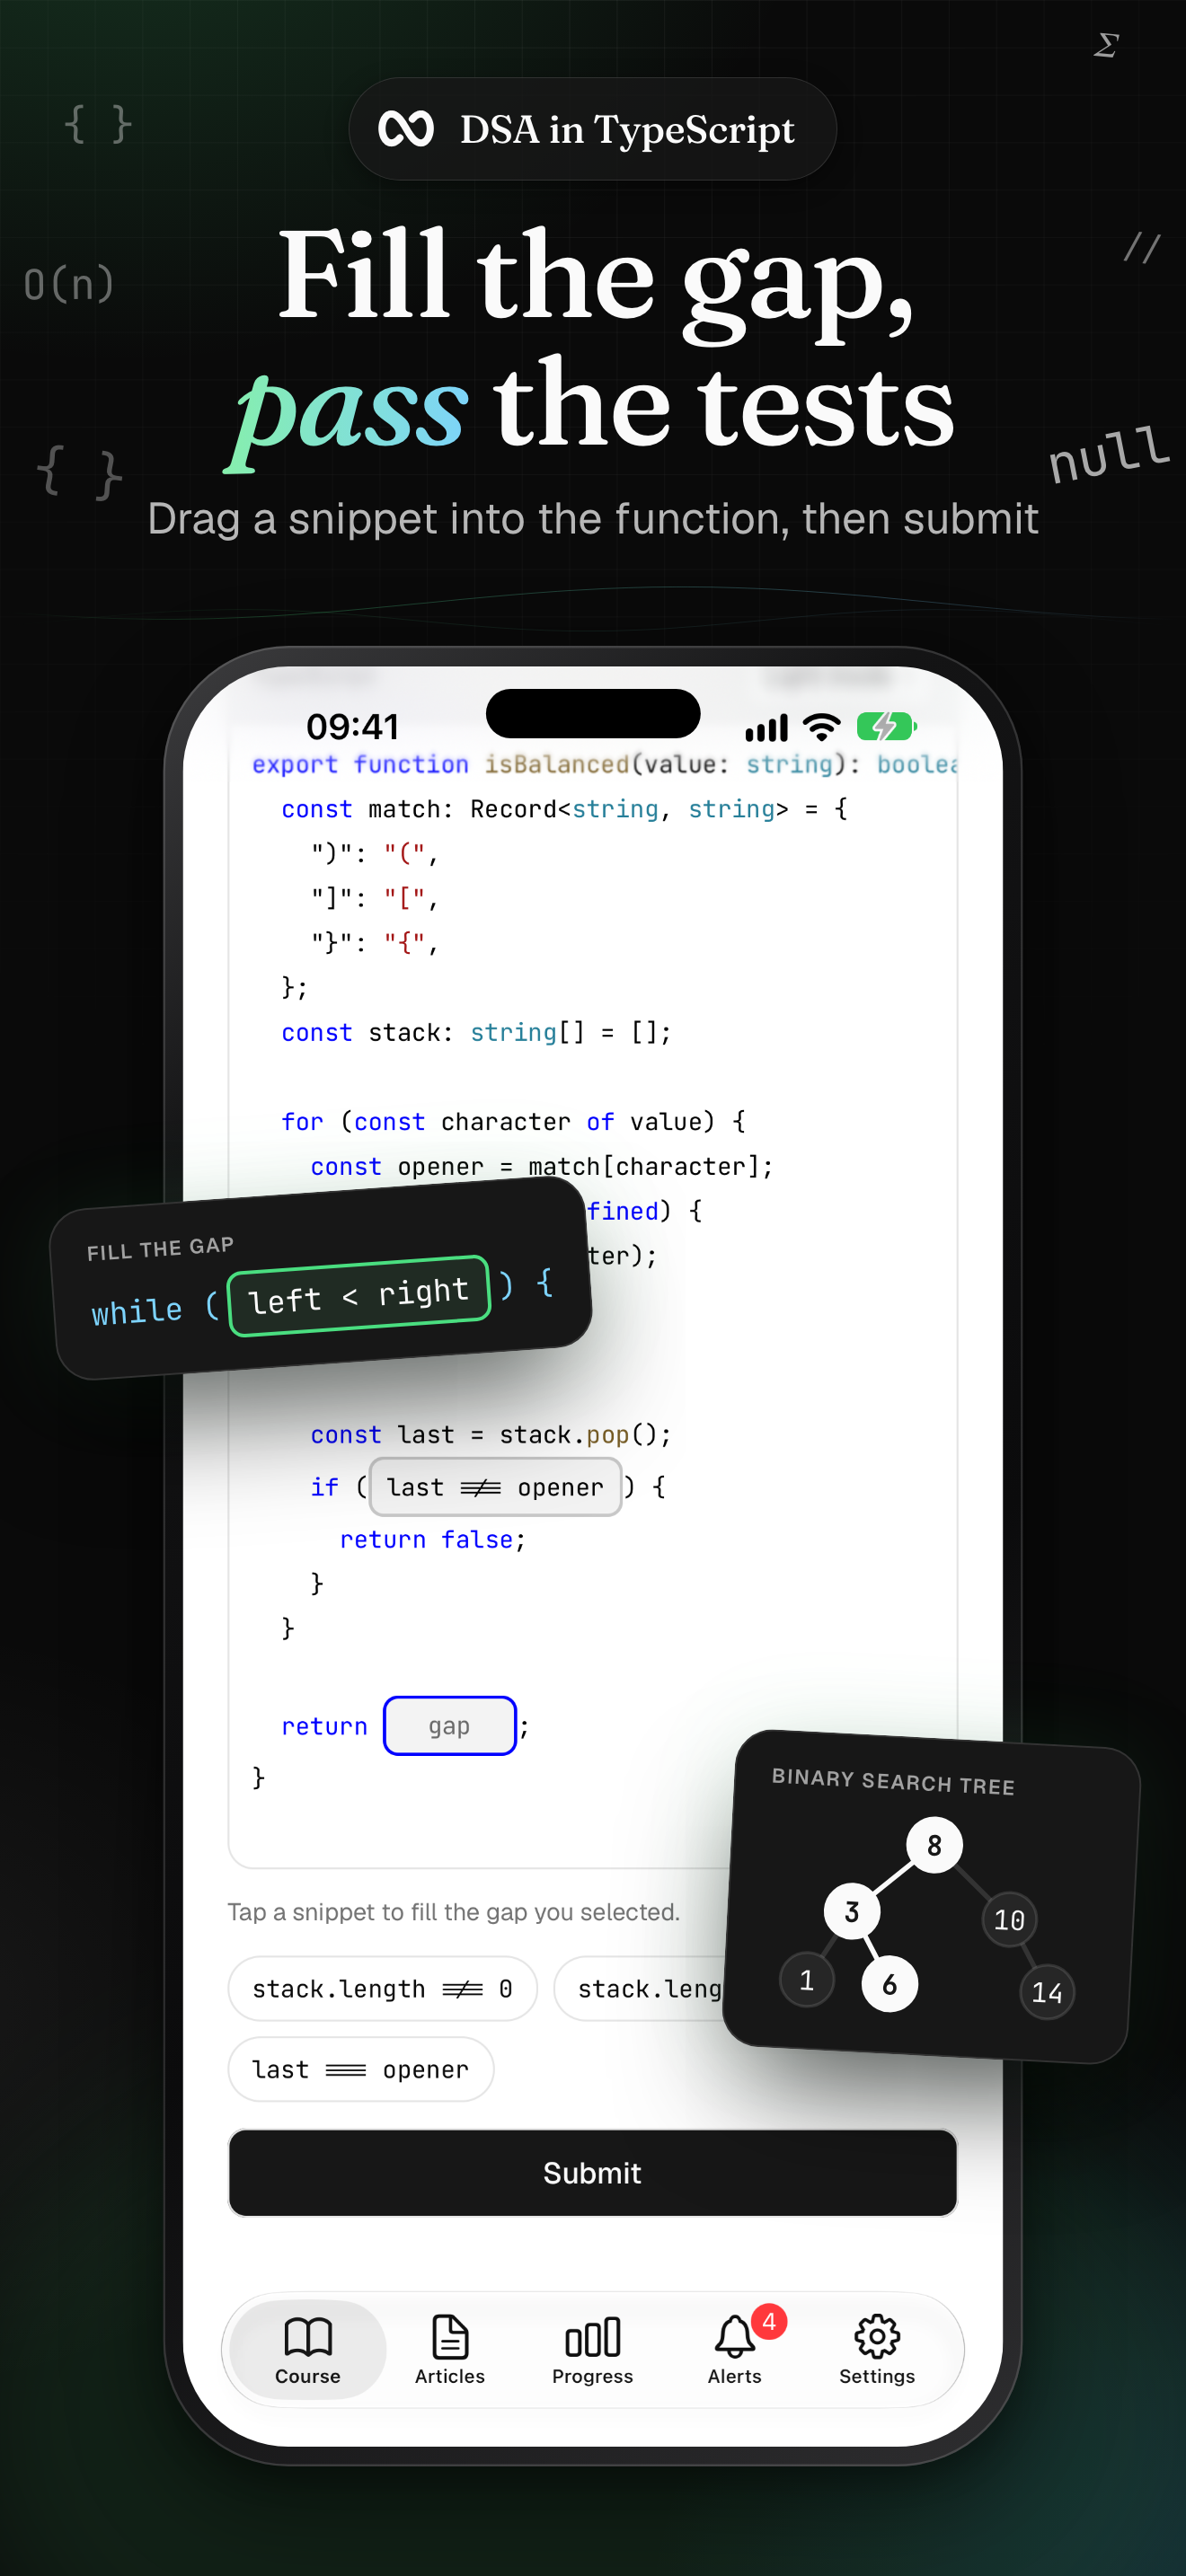 Σ
{ }
DSA in TypeScript
Fill the gap,
//
O(n)
pass the tests
null
{ }
Drag a snippet into the function, then submit
09:41
export function isBalanced(value: string): boolea
const match: Record<string, string> = {
")": "(",
"]": "[",
"}": "{",
};
const stack: string[] = [];
for (const character of value) {
const opener = match[character];
fined) {
ter);
FILL THE GAP
while ( left < right ) {
const last = stack.pop();
if ( last !== opener ) {
return false;
}
}
return gap ;
}
BINARY SEARCH TREE
8
3
10
1
6
14
Tap a snippet to fill the gap you selected.
stack.length !== 0
stack.leng
last === opener
Submit
4
Course
Articles
Progress
Alerts
Settings